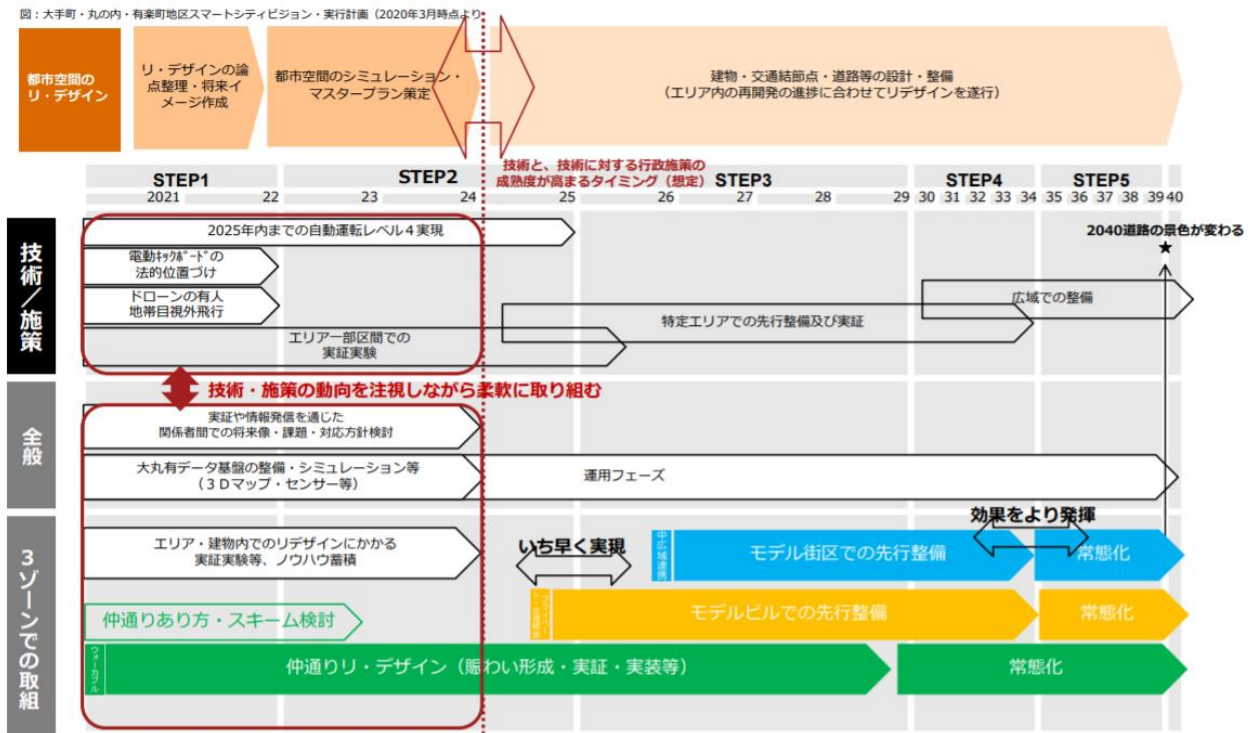 図：大手町・丸の内・有楽町地区スマートシティビジョン・実行計画（2020年3月時点より
都市空間の
リ・デザイン
リ・デザインの論
点整理・将来イ
メージ作成
都市空間のシミュレーション・
マスタープラン策定
建物・交通結節点・道路等の設計・整備
（エリア内の再開発の進捗に合わせてリデザインを遂行）
技術と、技術に対する行政施策の
成熟度が高まるタイミング（想定）
STEP1
STEP2
STEP3
STEP4
STEP5
2021
22
23
24
25
26
27
28
29
30
31
32
33
34
35
36
37
38
39
40
技術／施策
2025年内までの自動運転レベル４実現
電動ｷｯｸﾎﾞｰﾄﾞの
法的位置づけ
ドローンの有人
地帯目視外飛行
エリア一部区間での
実証実験
特定エリアでの先行整備及び実証
広域での整備
2040道路の景色が変わる
★
技術・施策の動向を注視しながら柔軟に取り組む
全般
実証や情報発信を通じた
関係者間での将来像・課題・対応方針検討
大丸有データ基盤の整備・シミュレーション等
（３Ｄマップ・センサー等）
運用フェーズ
３ゾーンでの取組
エリア・建物内でのリデザインにかかる
実証実験等、ノウハウ蓄積
いち早く実現
効果をより発揮
中広域連携
モデル街区での先行整備
常態化
モデルビルでの先行整備
常態化
仲通りあり方・スキーム検討
ウォーカブル
仲通りリ・デザイン（賑わい形成・実証・実装等）
常態化